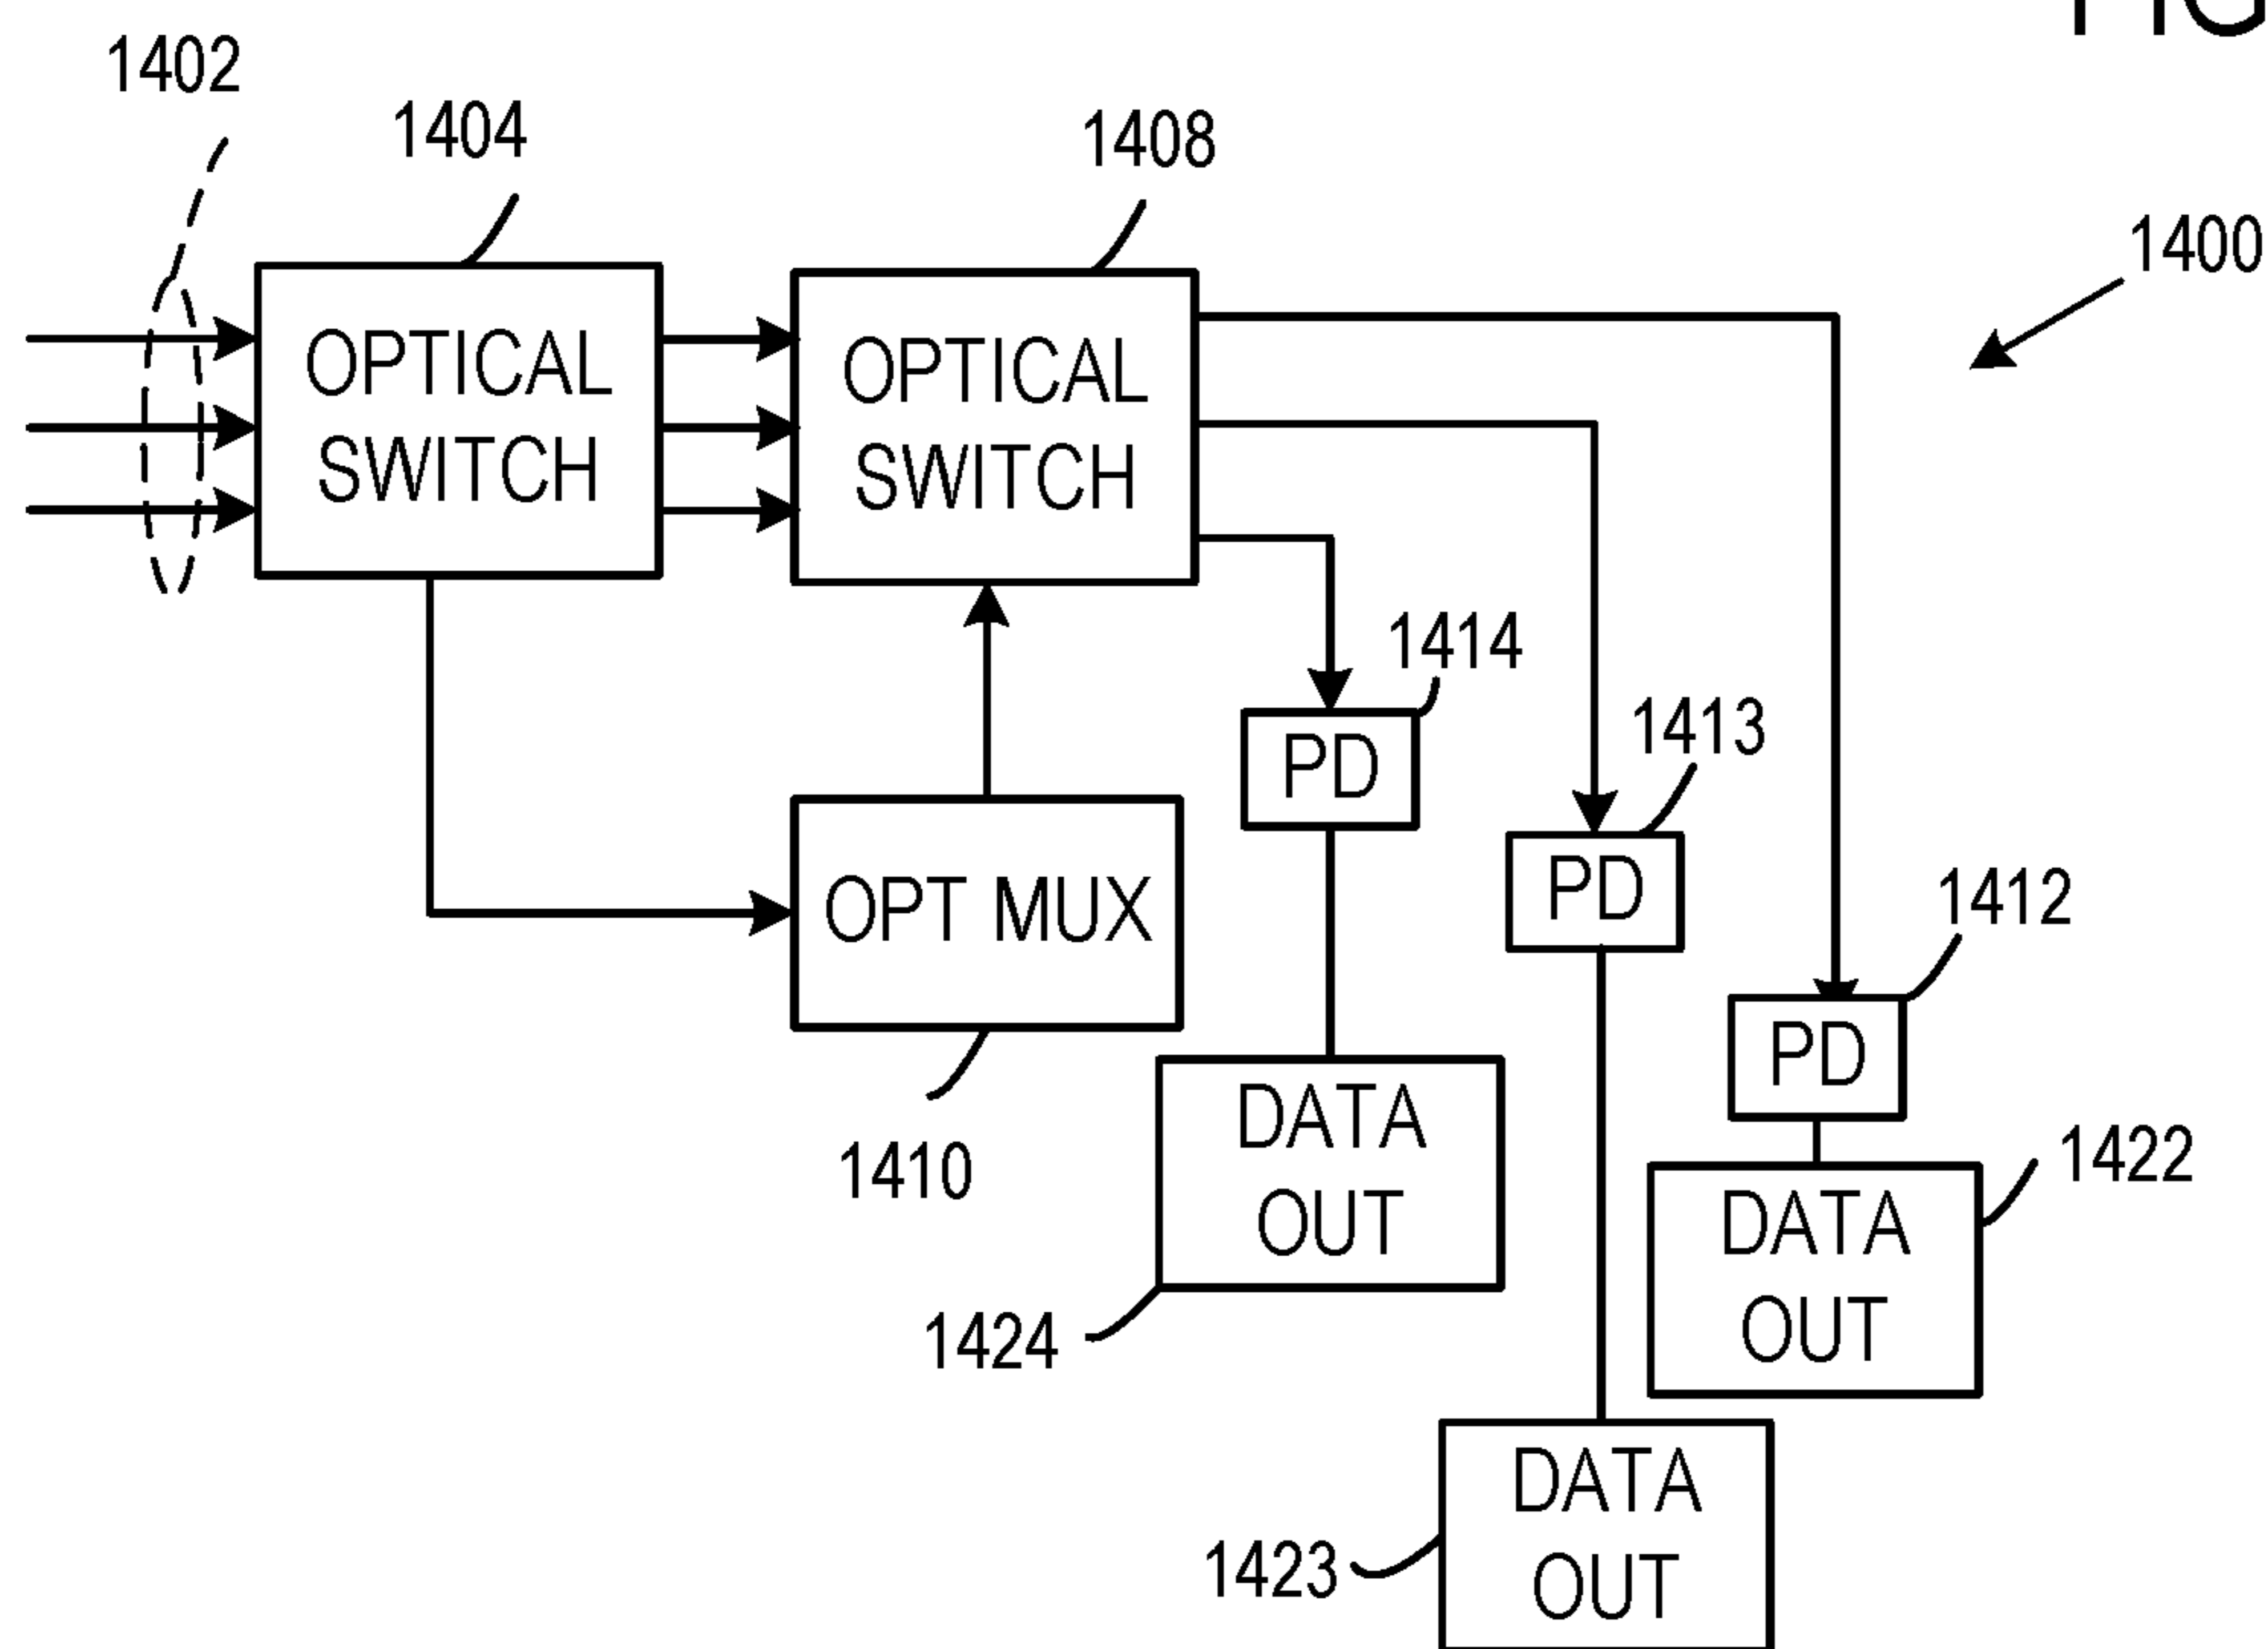 FIG
1402
1404
1408
1400
OPTICAL
SWITCH
OPTICAL
SWITCH
1414
1413
PD
PD
1412
OPT MUX
PD
1410
DATA
OUT
1422
1424
DATA
OUT
1423
DATA
OUT